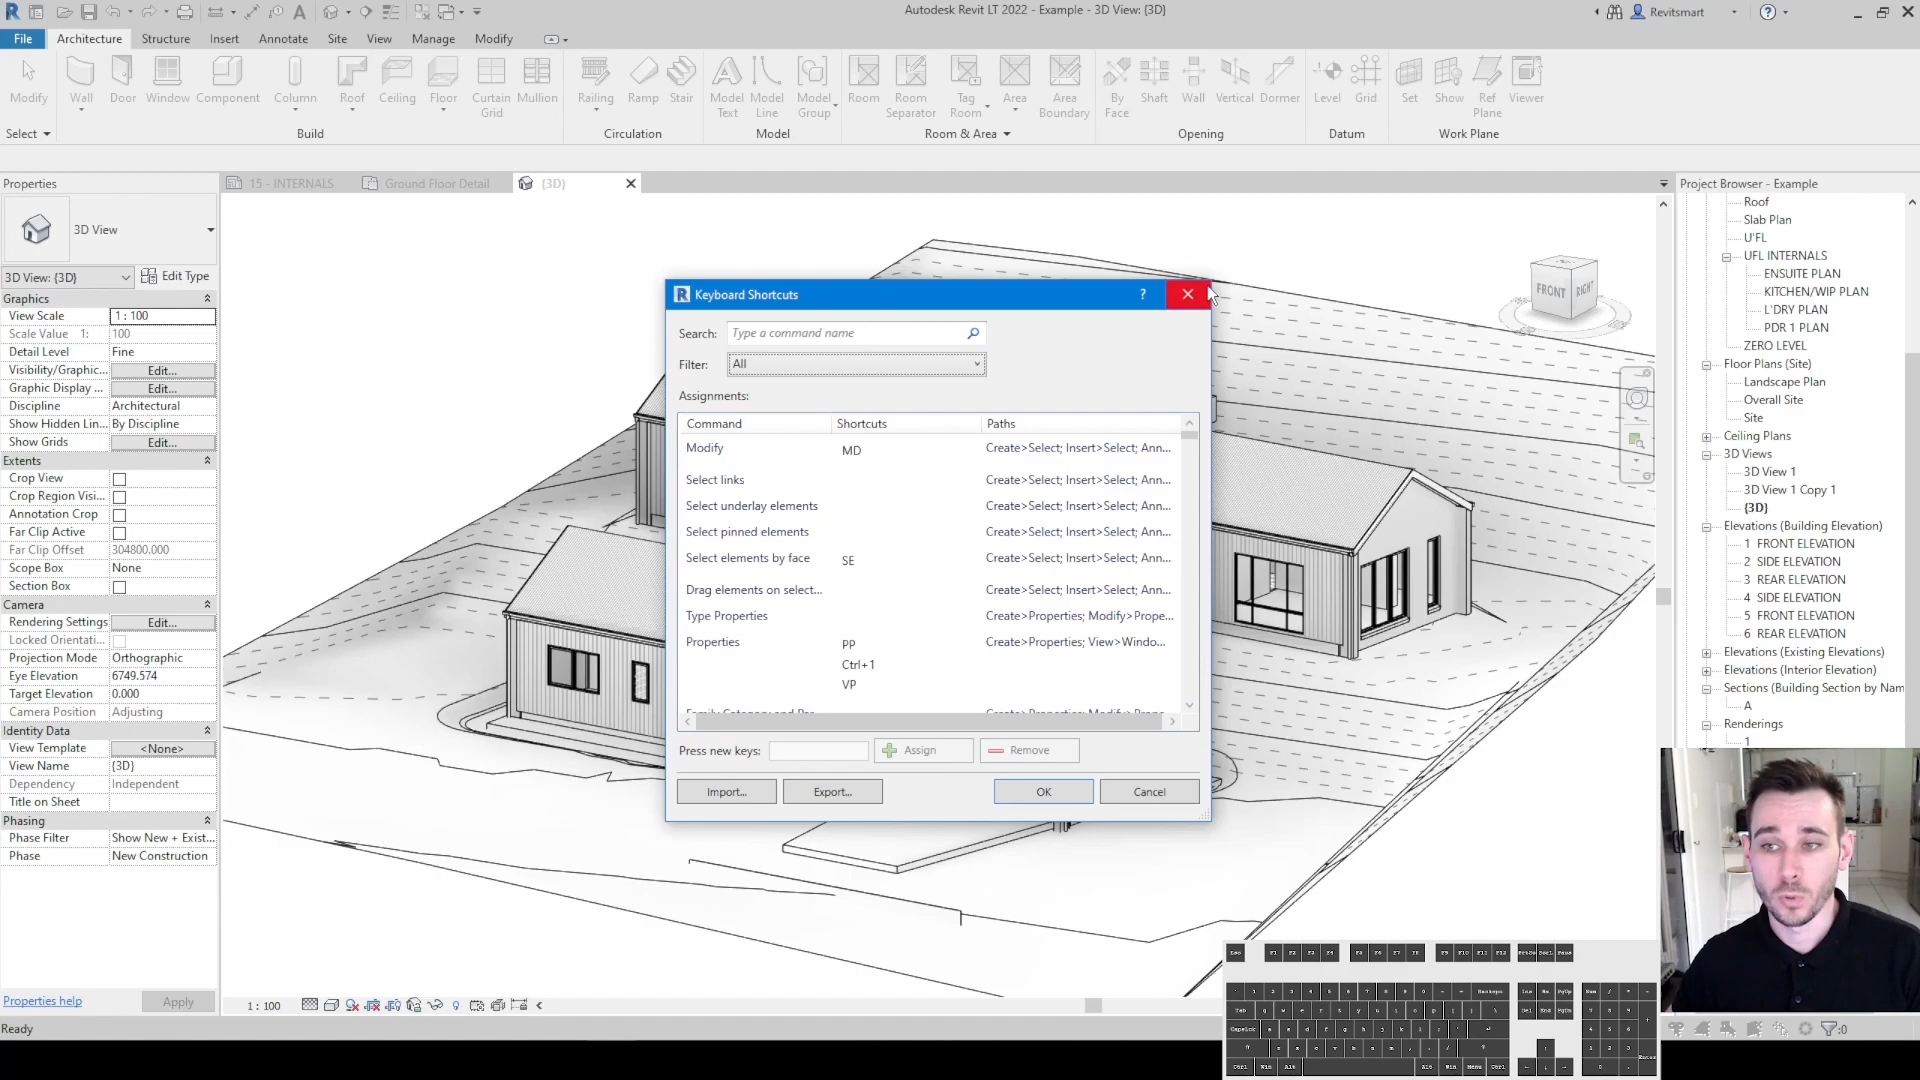 Autodesk Revit LT 2022 - Example - 3D View: {3D}
Revitsmart
File Architecture Structure Insert Annotate Site View Manage Modify
Modify Wall Door Window Component Column Roof Ceiling Floor Curtain Grid Mullion Railing Ramp Stair Model Text Model Line Model Group Room Room Separator Tag Room Area Area Boundary By Face Shaft Wall Vertical Dormer Level Grid Set Show Ref Plane Viewer
Select Build Circulation Model Room & Area Opening Datum Work Plane
Properties
3D View
3D View: {3D} Edit Type
Graphics
View Scale 1 : 100
Scale Value 1: 100
Detail Level Fine
Visibility/Graphic... Edit...
Graphic Display ... Edit...
Discipline Architectural
Show Hidden Lin... By Discipline
Show Grids Edit...
Extents
Crop View
Crop Region Visi...
Annotation Crop
Far Clip Active
Far Clip Offset 304800.000
Scope Box None
Section Box
Camera
Rendering Settings Edit...
Locked Orientati...
Projection Mode Orthographic
Eye Elevation 6749.574
Target Elevation 0.000
Camera Position Adjusting
Identity Data
View Template <None>
View Name {3D}
Dependency Independent
Title on Sheet
Phasing
Phase Filter Show New + Exist...
Phase New Construction
Properties help Apply
Ready
15 - INTERNALS Ground Floor Detail {3D}
FRONT RIGHT
Keyboard Shortcuts
Search: Type a command name
Filter: All
Assignments:
Command Shortcuts Paths
Modify MD Create>Select; Insert>Select; Ann...
Select links Create>Select; Insert>Select; Ann...
Select underlay elements Create>Select; Insert>Select; Ann...
Select pinned elements Create>Select; Insert>Select; Ann...
Select elements by face SE Create>Select; Insert>Select; Ann...
Drag elements on select... Create>Select; Insert>Select; Ann...
Type Properties Create>Properties; Modify>Prope...
Properties PP Create>Properties; View>Windo...
Ctrl+1
VP
Press new keys: Assign Remove
Import... Export... OK Cancel
1 : 100
Project Browser - Example
Roof
Slab Plan
U'FL
UFL INTERNALS
ENSUITE PLAN
KITCHEN/WIP PLAN
L'DRY PLAN
PDR 1 PLAN
ZERO LEVEL
Floor Plans (Site)
Landscape Plan
Overall Site
Site
Ceiling Plans
3D Views
3D View 1
3D View 1 Copy 1
{3D}
Elevations (Building Elevation)
1 FRONT ELEVATION
2 SIDE ELEVATION
3 REAR ELEVATION
4 SIDE ELEVATION
5 FRONT ELEVATION
6 REAR ELEVATION
Elevations (Existing Elevations)
Elevations (Interior Elevation)
Sections (Building Section by Nam
A
Renderings
1
:0